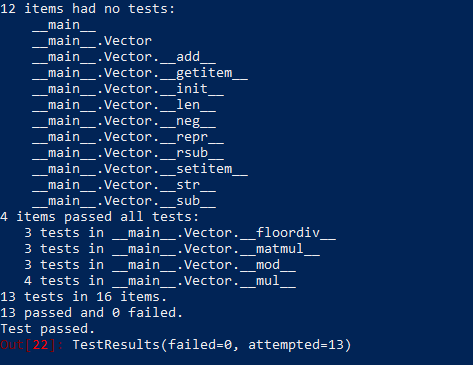 12 items had no tests:
    __main__
    __main__.Vector
    __main__.Vector.__add__
    __main__.Vector.__getitem__
    __main__.Vector.__init__
    __main__.Vector.__len__
    __main__.Vector.__neg__
    __main__.Vector.__repr__
    __main__.Vector.__rsub__
    __main__.Vector.__setitem__
    __main__.Vector.__str__
    __main__.Vector.__sub__
4 items passed all tests:
   3 tests in __main__.Vector.__floordiv__
   3 tests in __main__.Vector.__matmul__
   3 tests in __main__.Vector.__mod__
   4 tests in __main__.Vector.__mul__
13 tests in 16 items.
13 passed and 0 failed.
Test passed.
Out[22]: TestResults(failed=0, attempted=13)